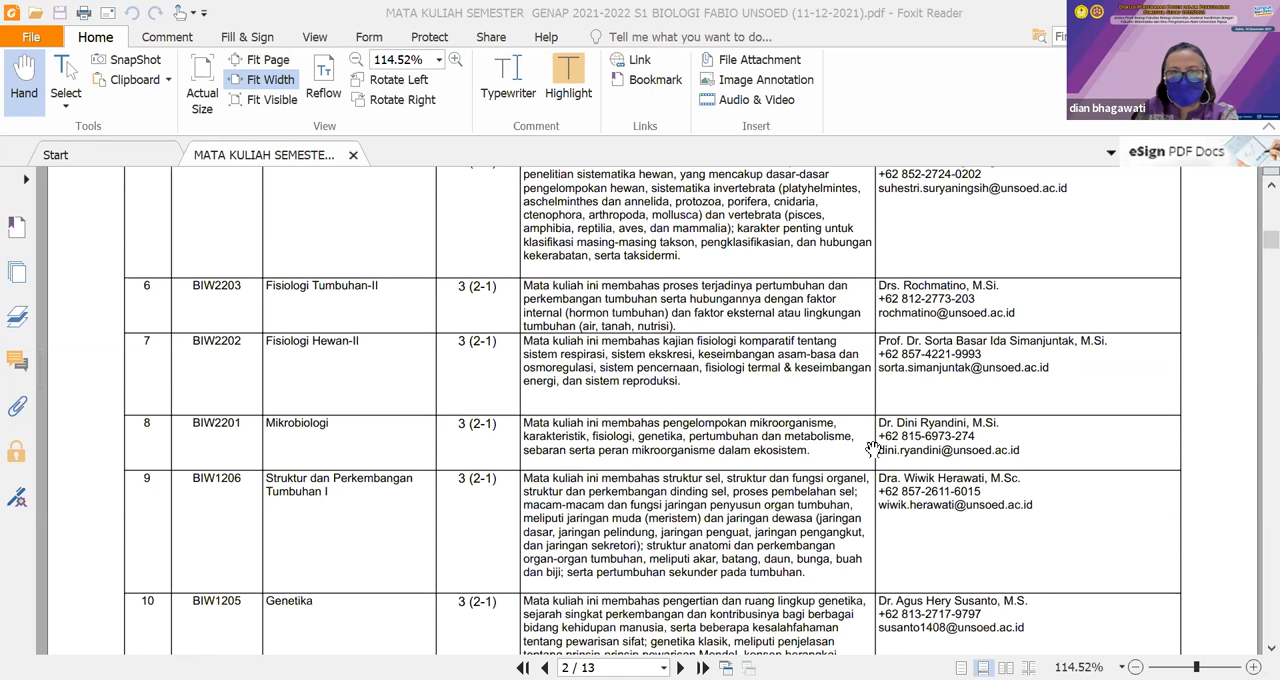 MATA KULIAH SEMESTER GENAP 2021-2022 S1 BIOLOGI FABIO UNSOED (11-12-2021).pdf - Foxit Reader
File
Home
Comment
Fill & Sign
View
Form
Help
Tell me what you want to do...
Hand
Select
SnapShot
Clipboard
Tools
Actual
Size
Fit Page
Fit Width
Fit Visible
Reflow
114.52%
Rotate Left
Rotate Right
View
Typewriter
Highlight
Comment
Link
Bookmark
Links
File Attachment
Image Annotation
Audio & Video
Insert
dian bhagawati
Start
MATA KULIAH SEMESTE...
eSign PDF Docs
penelitian sistematika hewan, yang mencakup dasar-dasar
pengelompokan hewan, sistematika invertebrata (platyhelmintes,
aschelminthes dan annelida, protozoa, porifera, cnidaria,
ctenophora, arthropoda, mollusca) dan vertebrata (pisces,
amphibia, reptilia, aves, dan mammalia); karakter penting untuk
klasifikasi masing-masing takson, pengklasifikasian, dan hubungan
kekerabatan, serta taksidermi.
+62 852-2724-0202
suhestri.suryaningsih@unsoed.ac.id
6
BIW2203
Fisiologi Tumbuhan-II
3 (2-1)
Mata kuliah ini membahas proses terjadinya pertumbuhan dan
perkembangan tumbuhan serta hubungannya dengan faktor
internal (hormon tumbuhan) dan faktor eksternal atau lingkungan
tumbuhan (air, tanah, nutrisi).
Drs. Rochmatino, M.Si.
+62 812-2773-203
rochmatino@unsoed.ac.id
7
BIW2202
Fisiologi Hewan-II
3 (2-1)
Mata kuliah ini membahas kajian fisiologi komparatif tentang
sistem respirasi, sistem ekskresi, keseimbangan asam-basa dan
osmoregulasi, sistem pencernaan, fisiologi termal & keseimbangan
energi, dan sistem reproduksi.
Prof. Dr. Sorta Basar Ida Simanjuntak, M.Si.
+62 857-4221-9993
sorta.simanjuntak@unsoed.ac.id
8
BIW2201
Mikrobiologi
3 (2-1)
Mata kuliah ini membahas pengelompokan mikroorganisme,
karakteristik, fisiologi, genetika, pertumbuhan dan metabolisme,
sebaran serta peran mikroorganisme dalam ekosistem.
Dr. Dini Ryandini, M.Si.
+62 815-6973-274
dini.ryandini@unsoed.ac.id
9
BIW1206
Struktur dan Perkembangan
Tumbuhan I
3 (2-1)
Mata kuliah ini membahas struktur sel, struktur dan fungsi organel,
struktur dan perkembangan dinding sel, proses pembelahan sel;
macam-macam dan fungsi jaringan penyusun organ tumbuhan,
meliputi jaringan muda (meristem) dan jaringan dewasa (jaringan
dasar, jaringan pelindung, jaringan penguat, jaringan pengangkut,
dan jaringan sekretori); struktur anatomi dan perkembangan
organ-organ tumbuhan, meliputi akar, batang, daun, bunga, buah
dan biji; serta pertumbuhan sekunder pada tumbuhan.
Dra. Wiwik Herawati, M.Sc.
+62 857-2611-6015
wiwik.herawati@unsoed.ac.id
10
BIW1205
Genetika
3 (2-1)
Mata kuliah ini membahas pengertian dan ruang lingkup genetika,
sejarah singkat perkembangan dan kontribusinya bagi berbagai
bidang kehidupan manusia, serta beberapa kesalahfahaman
tentang pewarisan sifat; genetika klasik, meliputi penjelasan
tentang prinsip-prinsip pewarisan Mendel, konsep kerangkai
Dr. Agus Hery Susanto, M.S.
+62 813-2717-9797
susanto1408@unsoed.ac.id
2 / 13
114.52%